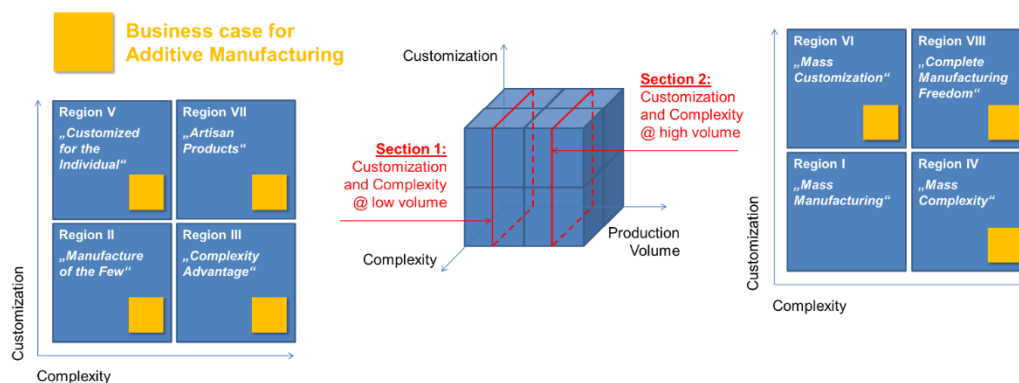 Business case for
Additive Manufacturing
Region V
„Customized
for the
Individual“
Region VII
„Artisan
Products“
Region II
„Manufacture
of the Few“
Region III
„Complexity
Advantage“
Customization
Complexity
Customization
Section 1:
Customization
and Complexity
@ low volume
Section 2:
Customization
and Complexity
@ high volume
Production
Volume
Complexity
Region VI
„Mass
Customization“
Region VIII
„Complete
Manufacturing
Freedom“
Region I
„Mass
Manufacturing“
Region IV
„Mass
Complexity“
Customization
Complexity